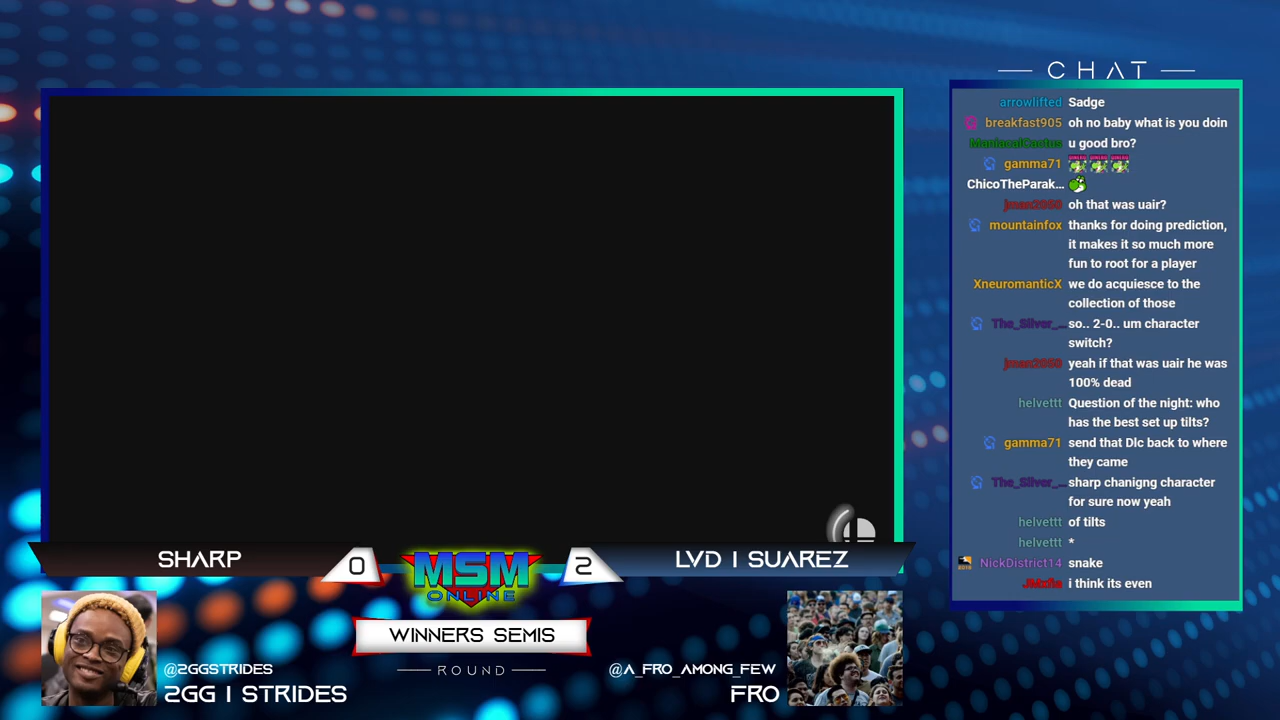 CHAT
arrowlifted Sadge
breakfast905 oh no baby what is you doin
ManiacalCactus u good bro?
gamma71
ChicoTheParak...
jmax2050 oh that was uair?
mountainfox thanks for doing prediction,
it makes it so much more
fun to root for a player
XneuromanticX we do acquiesce to the
collection of those
The_Silver_... so.. 2-0.. um character
switch?
jmax2050 yeah if that was uair he was
100% dead
helvettt Question of the night: who
has the best set up tilts?
gamma71 send that Dlc back to where
they came
The_Silver_... sharp chanigng character
for sure now yeah
helvettt of tilts
helvettt *
NickDistrict14 snake
i think its even
SHARP 0 MSM ONLINE 2 LVD | SUAREZ
WINNERS SEMIS
ROUND
@2GGSTRIDES
2GG | STRIDES
@A_FRO_AMONG_FEW
FRO